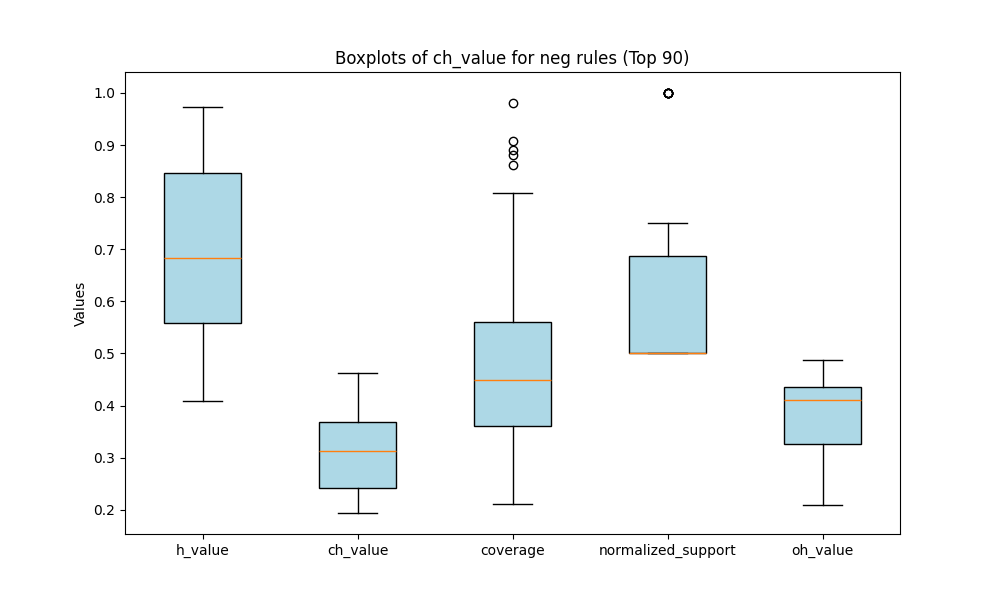 Boxplots of ch_value for neg rules (Top 90)
Values
1.0
0.9
0.8
0.7
0.6
0.5
0.4
0.3
0.2
h_value
ch_value
coverage
normalized_support
oh_value